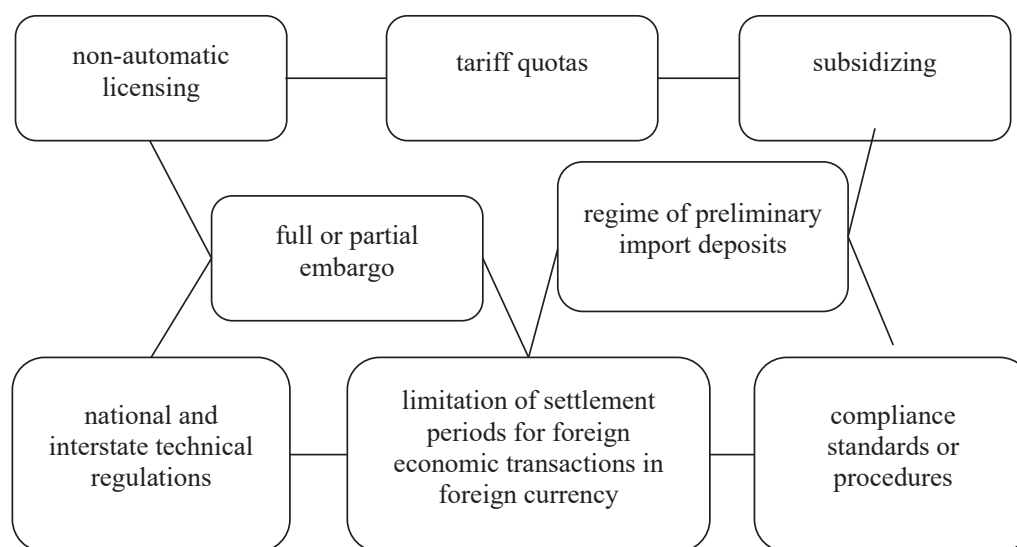 non-automatic
licensing
tariff quotas
subsidizing
full or partial
embargo
regime of preliminary
import deposits
national and
interstate technical
regulations
limitation of settlement
periods for foreign
economic transactions in
foreign currency
compliance
standards or
procedures